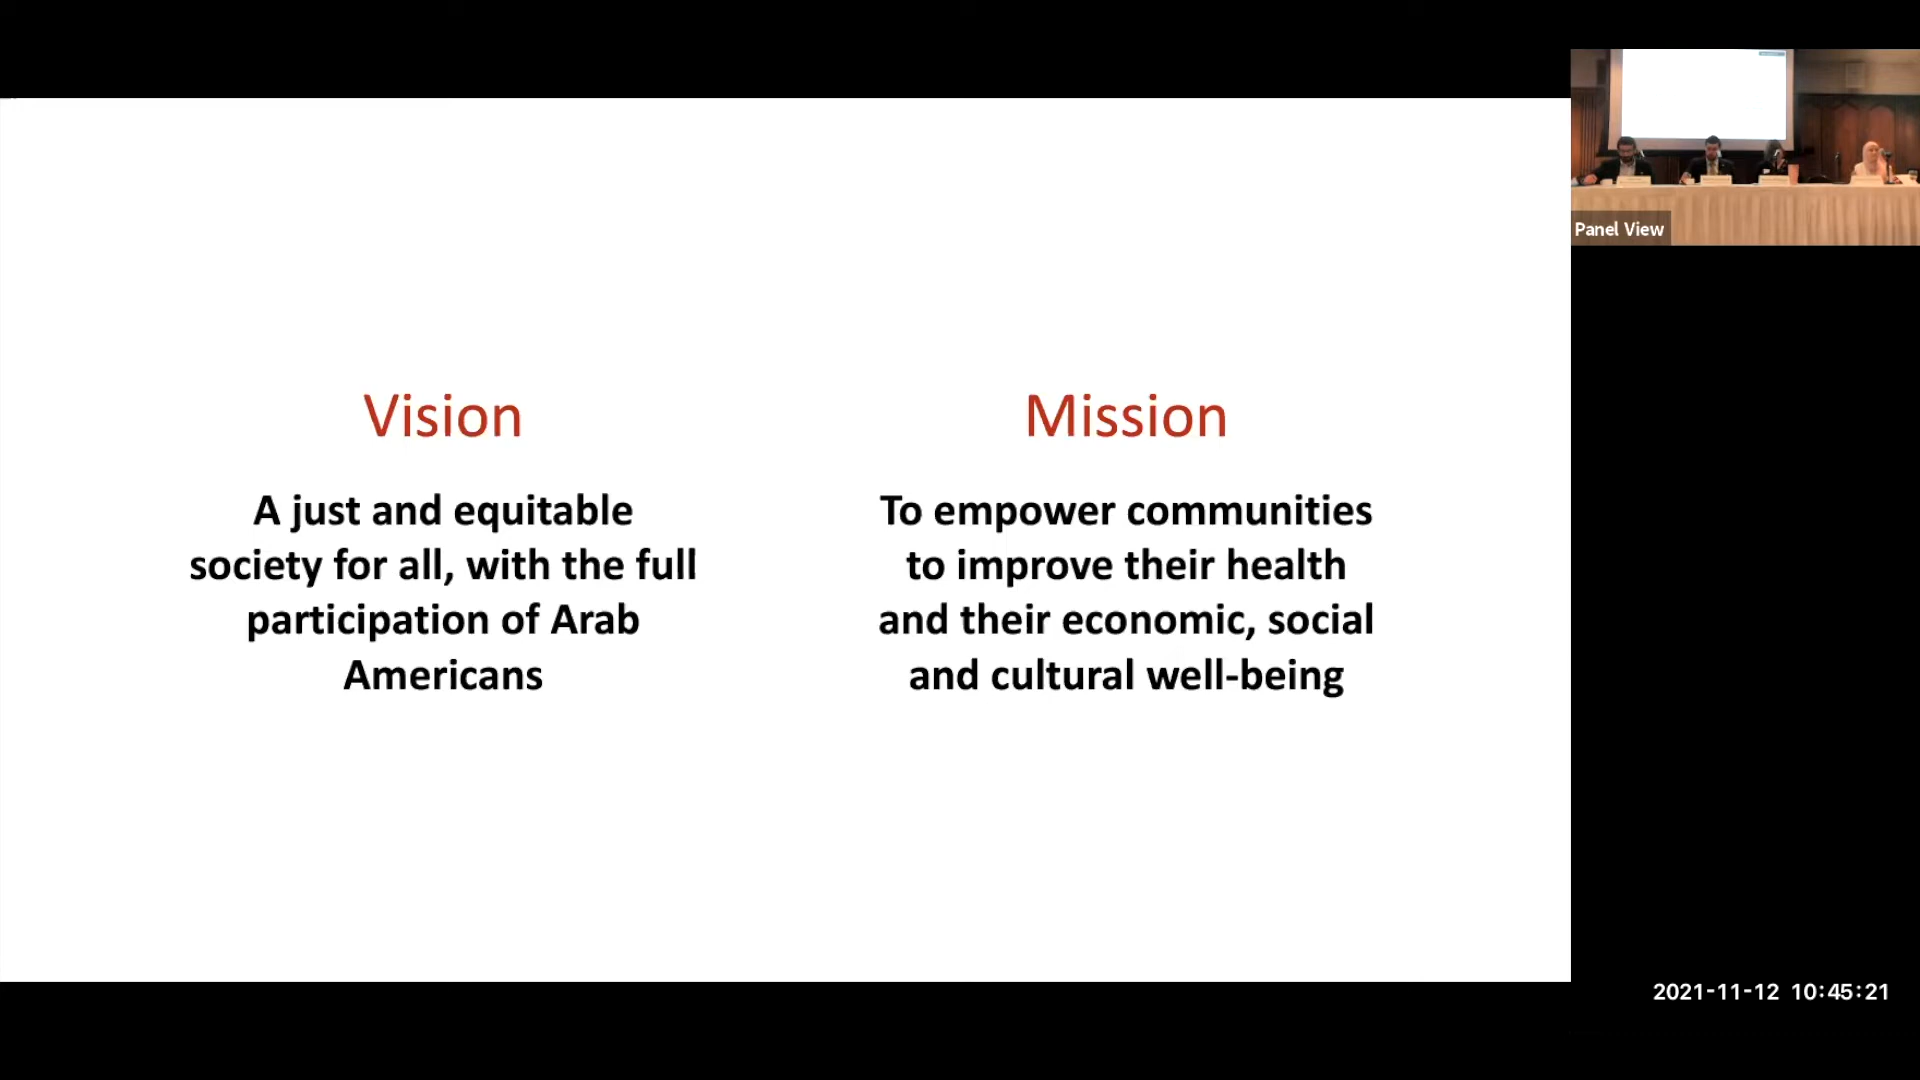 Vision
A just and equitable
society for all, with the full
participation of Arab
Americans
Mission
To empower communities
to improve their health
and their economic, social
and cultural well-being
Panel View
2021-11-12 10:45:21